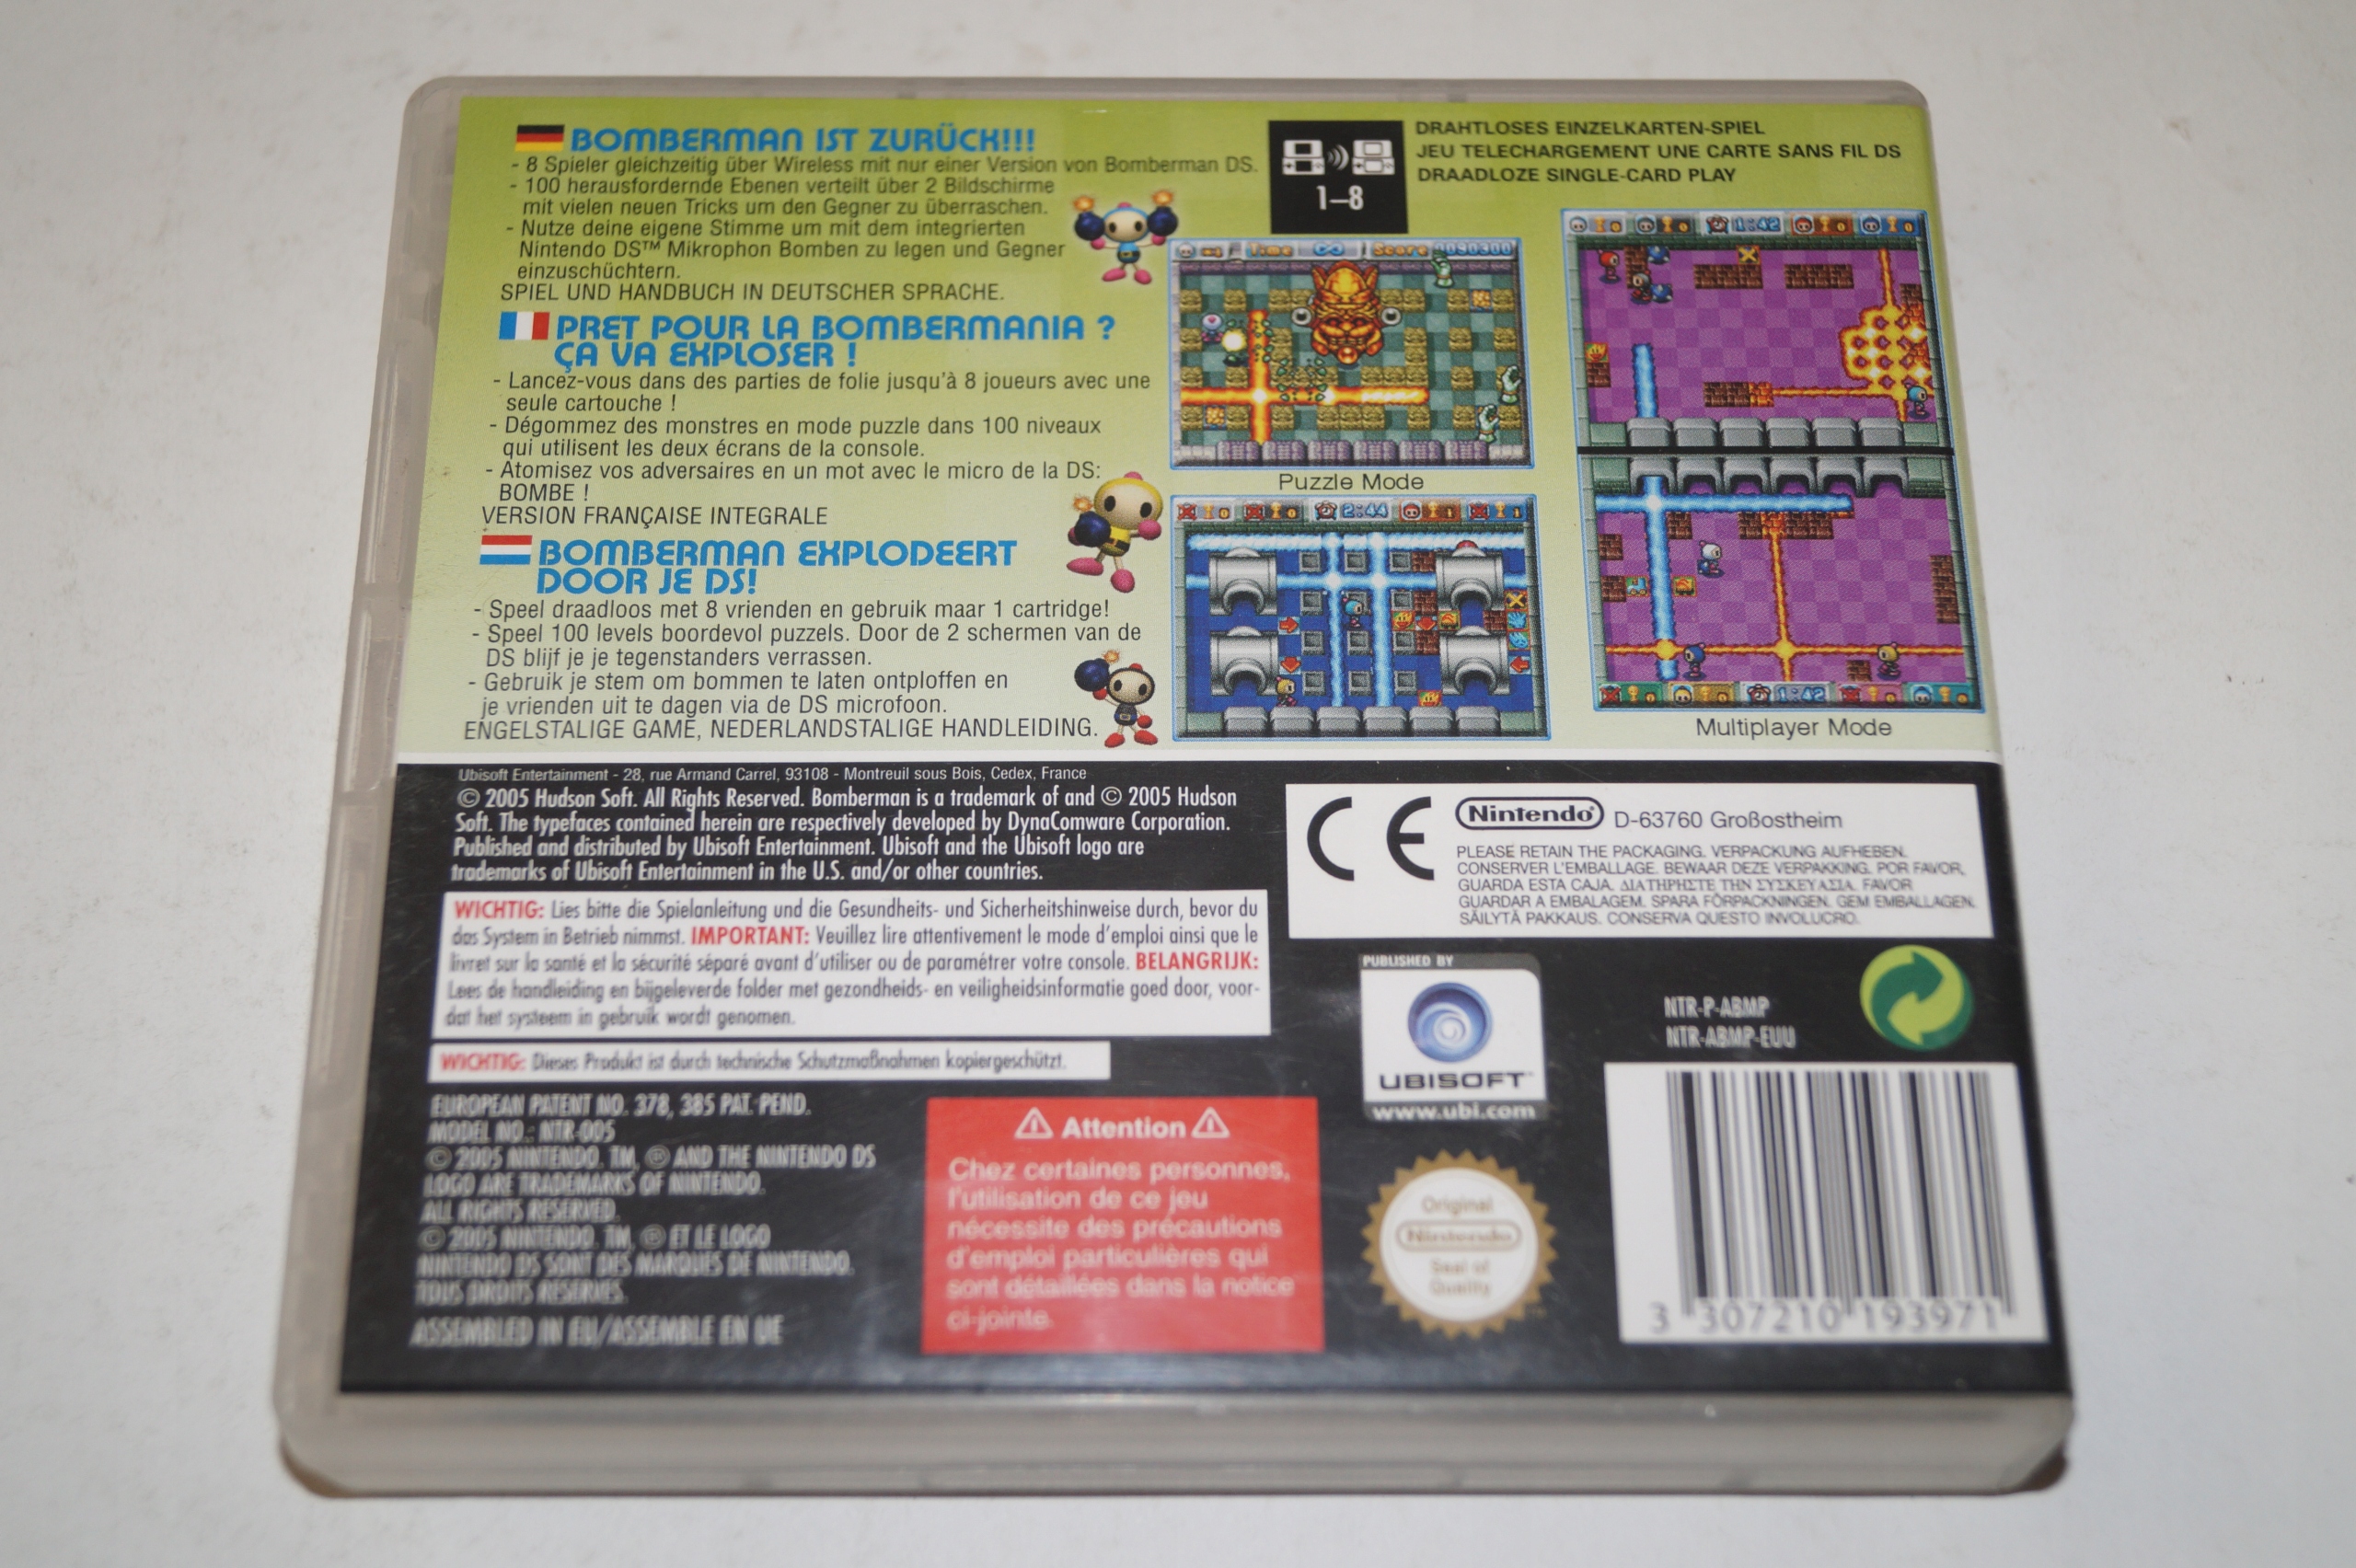 BOMBERMAN IST ZURÜCK!!!
- 8 Spieler gleichzeitig über Wireless mit nur einer Version von Bomberman DS.
- 100 herausfordernde Ebenen verteilt über 2 Bildschirme
mit vielen neuen Tricks um den Gegner zu überraschen.
- Nutze deine eigene Stimme um mit dem integrierten
Nintendo DS™ Mikrophon Bomben zu legen und Gegner
einzuschüchtern.
SPIEL UND HANDBUCH IN DEUTSCHER SPRACHE.
PRET POUR LA BOMBERMANIA ?
ÇA VA EXPLOSER !
- Lancez-vous dans des parties de folie jusqu'à 8 joueurs avec une
seule cartouche !
- Dégommez des monstres en mode puzzle dans 100 niveaux
qui utilisent les deux écrans de la console.
- Atomisez vos adversaires en un mot avec le micro de la DS:
BOMBE !
VERSION FRANÇAISE INTEGRALE
BOMBERMAN EXPLODEERT
DOOR JE DS!
- Speel draadloos met 8 vrienden en gebruik maar 1 cartridge!
- Speel 100 levels boordevol puzzels. Door de 2 schermen van de
DS blijf je je tegenstanders verrassen.
- Gebruik je stem om bommen te laten ontploffen en
je vrienden uit te dagen via de DS microfoon.
ENGELSTALIGE GAME, NEDERLANDSTALIGE HANDLEIDING.
1–8
DRAHTLOSES EINZELKARTEN-SPIEL
JEU TELECHARGEMENT UNE CARTE SANS FIL DS
DRAADLOZE SINGLE-CARD PLAY
Time Score 0090300
Puzzle Mode
2:44
1:42
1:42
Multiplayer Mode
Ubisoft Entertainment - 28, rue Armand Carrel, 93108 - Montreuil sous Bois, Cedex, France
© 2005 Hudson Soft. All Rights Reserved. Bomberman is a trademark of and © 2005 Hudson
Soft. The typefaces contained herein are respectively developed by DynaComware Corporation.
Published and distributed by Ubisoft Entertainment. Ubisoft and the Ubisoft logo are
trademarks of Ubisoft Entertainment in the U.S. and/or other countries.
WICHTIG: Lies bitte die Spielanleitung und die Gesundheits- und Sicherheitshinweise durch, bevor du
das System in Betrieb nimmst. IMPORTANT: Veuillez lire attentivement le mode d'emploi ainsi que le
livret sur la santé et la sécurité séparé avant d'utiliser ou de paramétrer votre console. BELANGRIJK:
Lees de handleiding en bijgeleverde folder met gezondheids- en veiligheidsinformatie goed door, voor-
dat het systeem in gebruik wordt genomen.
WICHTIG: Dieses Produkt ist durch technische Schutzmaßnahmen kopiergeschützt.
EUROPEAN PATENT NO. 378, 385 PAT. PEND.
MODEL NO.: NTR-005
© 2005 NINTENDO. TM, ® AND THE NINTENDO DS
LOGO ARE TRADEMARKS OF NINTENDO.
ALL RIGHTS RESERVED.
© 2005 NINTENDO. TM, ® ET LE LOGO
NINTENDO DS SONT DES MARQUES DE NINTENDO.
TOUS DROITS RESERVES.
ASSEMBLED IN EU/ASSEMBLE EN UE
Attention
Chez certaines personnes,
l'utilisation de ce jeu
nécessite des précautions
d'emploi particulières qui
sont détaillées dans la notice
ci-jointe.
CE
Nintendo® D-63760 Großostheim
PLEASE RETAIN THE PACKAGING. VERPACKUNG AUFHEBEN.
CONSERVER L'EMBALLAGE. BEWAAR DEZE VERPAKKING. POR FAVOR,
GUARDA ESTA CAJA. ΔΙΑΤΗΡΗΣΤΕ ΤΗΝ ΣΥΣΚΕΥΑΣΙΑ. FAVOR
GUARDAR A EMBALAGEM. SPARA FÖRPACKNINGEN. GEM EMBALLAGEN.
SÄILYTÄ PAKKAUS. CONSERVA QUESTO INVOLUCRO.
PUBLISHED BY
UBISOFT
www.ubi.com
NTR-P-ABMP
NTR-ABMP-EUU
Original
Nintendo
Seal of
Quality
3 307210 193971